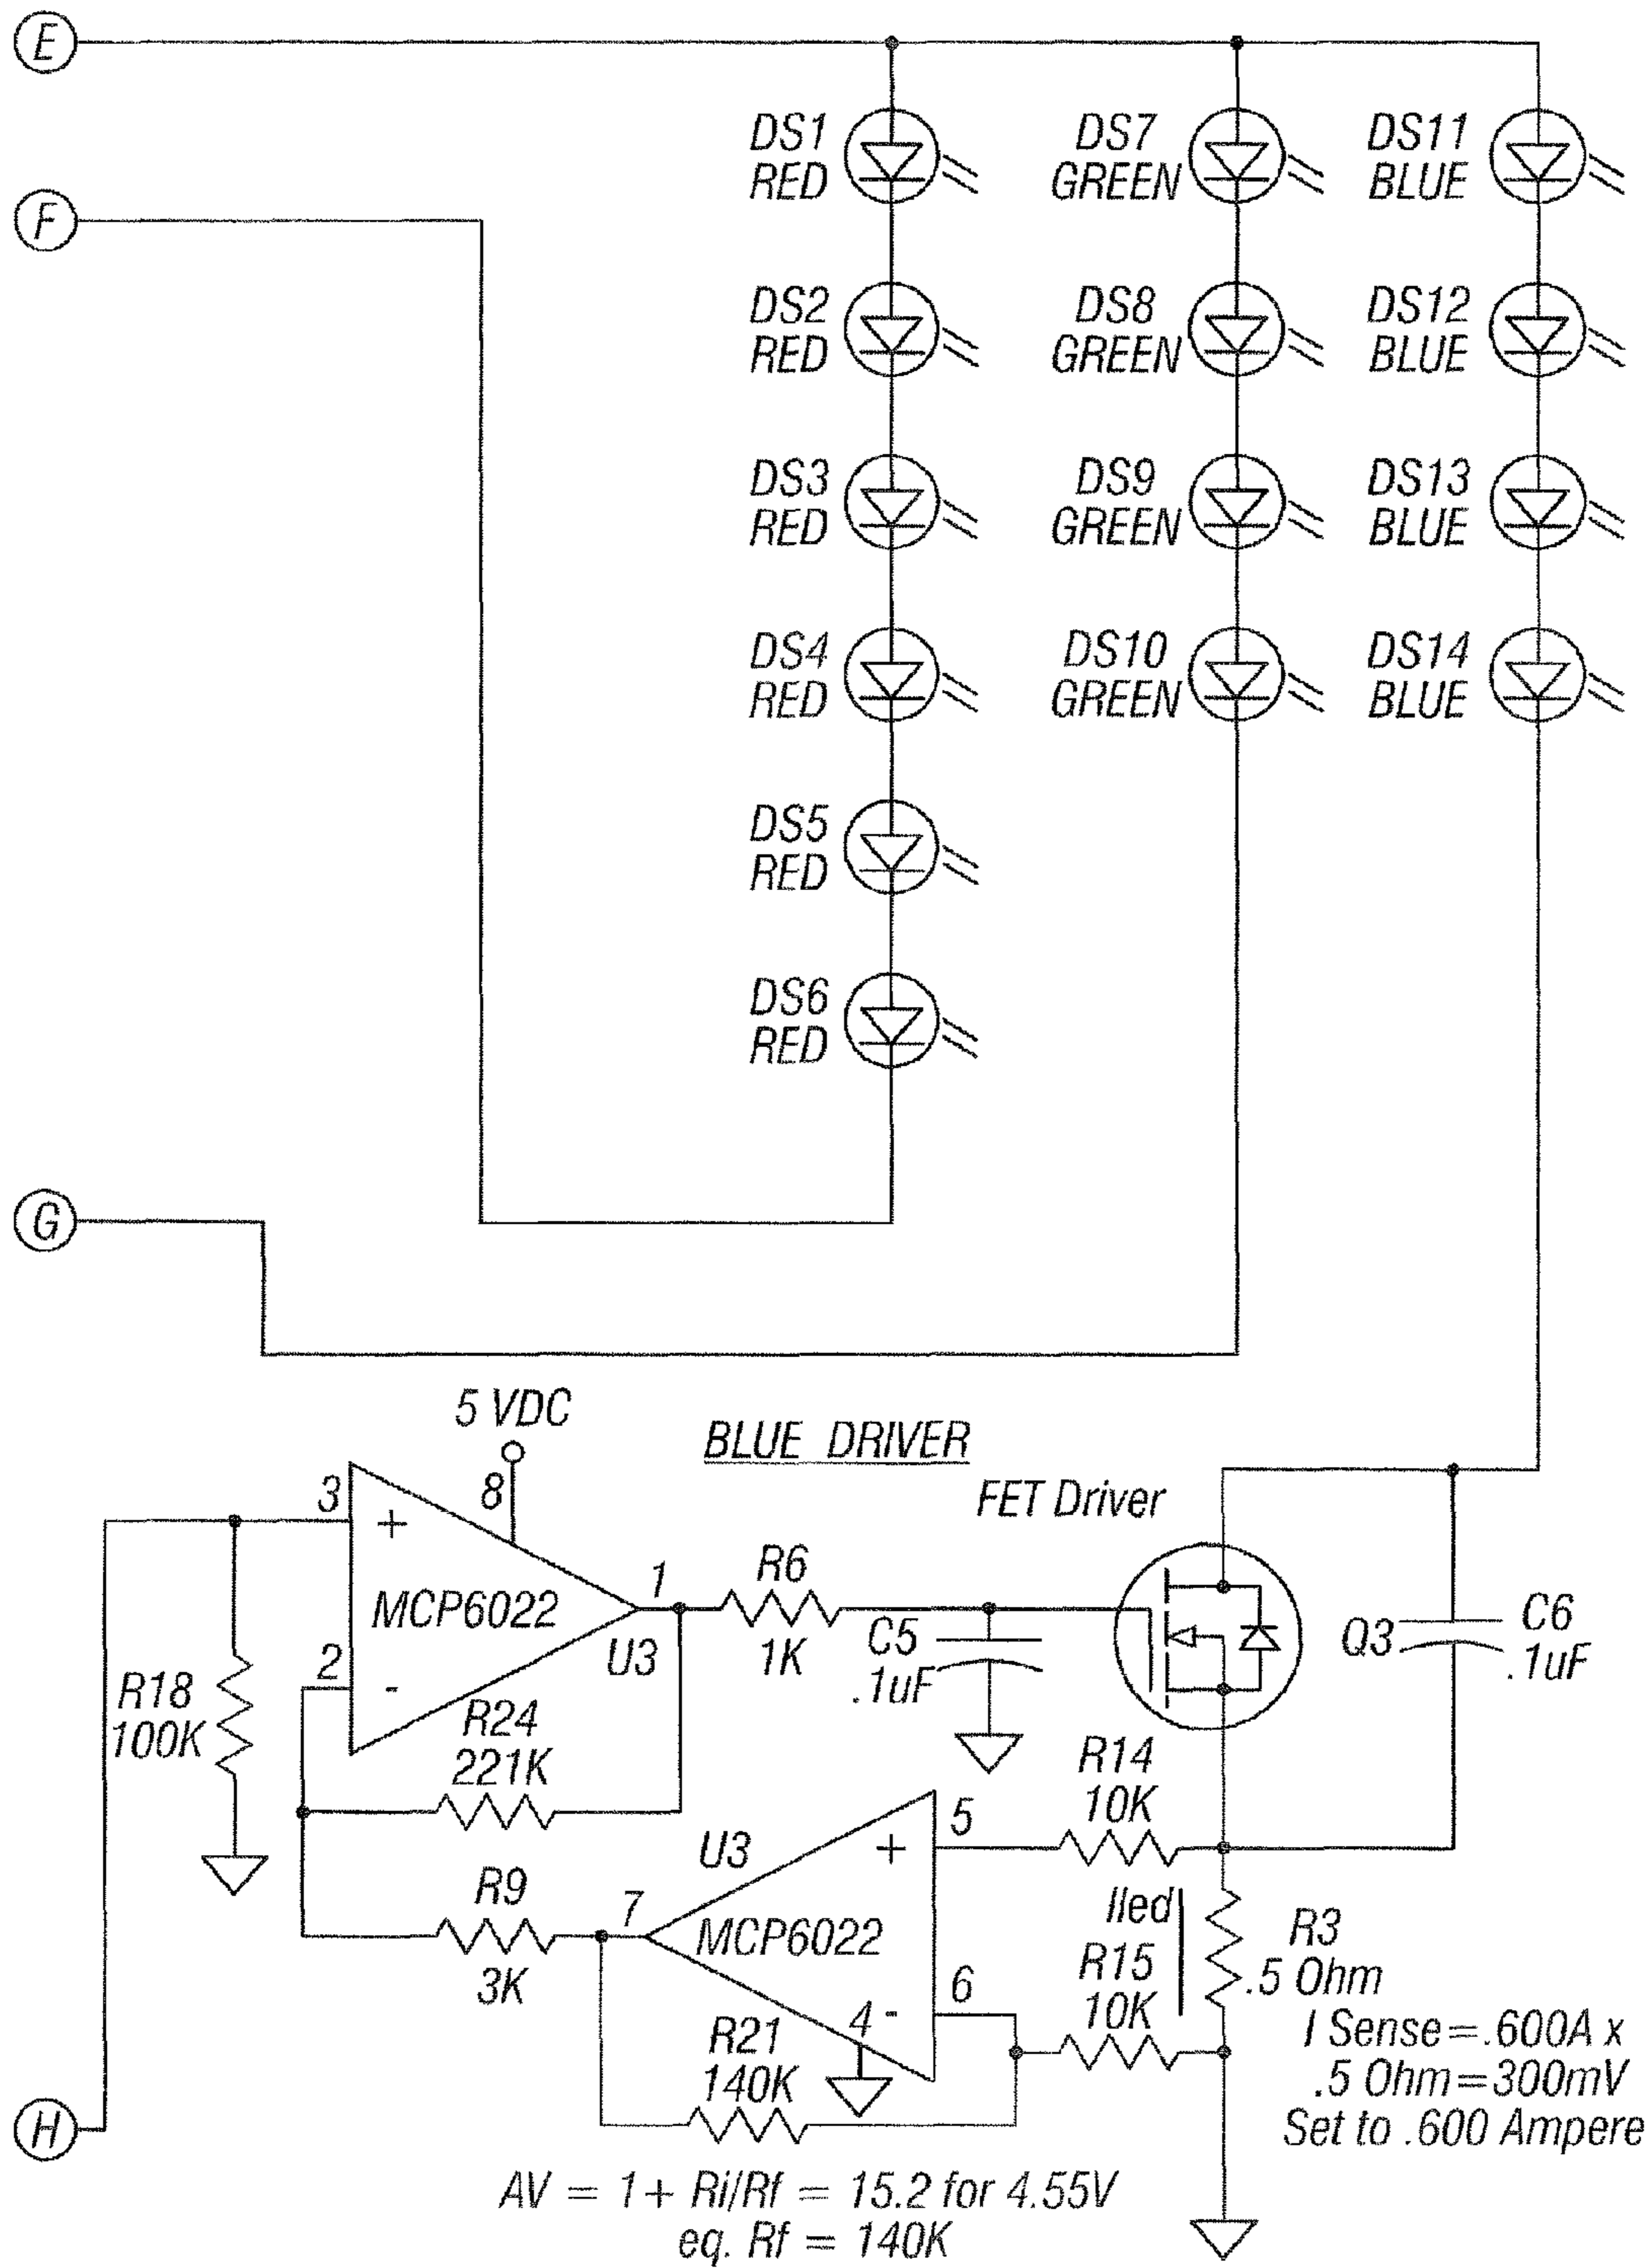 E
DS1
RED
DS7
GREEN
DS11
BLUE
F
DS2
RED
DS8
GREEN
DS12
BLUE
DS3
RED
DS9
GREEN
DS13
BLUE
DS4
RED
DS10
GREEN
DS14
BLUE
DS5
RED
DS6
RED
G
5 VDC
BLUE DRIVER
FET Driver
3
8
+
MCP6022
1
U3
2
-
R6
1K
C5
.1uF
Q3
C6
.1uF
R18
100K
R24
221K
R14
10K
U3
+
5
R9
3K
7
MCP6022
Iled
R3
.5 Ohm
R15
10K
6
4
-
R21
140K
I Sense=.600A x
.5 Ohm=300mV
Set to .600 Ampere
H
AV = 1+ Ri/Rf = 15.2 for 4.55V
eq. Rf = 140K